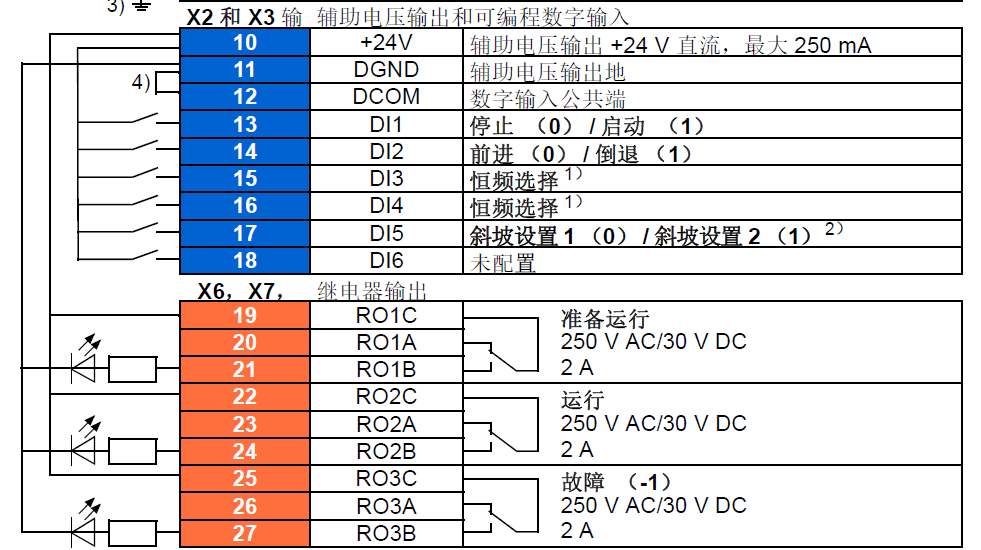 3)
X2 和 X3 输 辅助电压输出和可编程数字输入
10 +24V 辅助电压输出 +24 V 直流，最大 250 mA
11 DGND 辅助电压输出地
4)
12 DCOM 数字输入公共端
13 DI1 停止 （0） / 启动 （1）
14 DI2 前进 （0） / 倒退 （1）
15 DI3 恒频选择 1）
16 DI4 恒频选择 1）
17 DI5 斜坡设置 1 （0） / 斜坡设置 2 （1） 2）
18 DI6 未配置
X6，X7， 继电器输出
19 RO1C 准备运行
20 RO1A 250 V AC/30 V DC
21 RO1B 2 A
22 RO2C 运行
23 RO2A 250 V AC/30 V DC
24 RO2B 2 A
25 RO3C 故障 （-1）
26 RO3A 250 V AC/30 V DC
27 RO3B 2 A